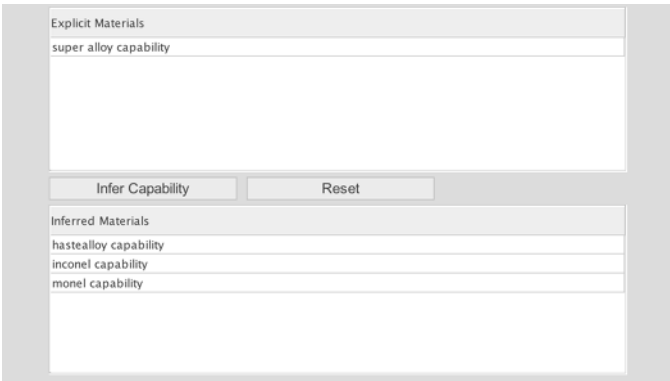 Explicit Materials
super alloy capability
Infer Capability Reset
Inferred Materials
hastealloy capability
inconel capability
monel capability